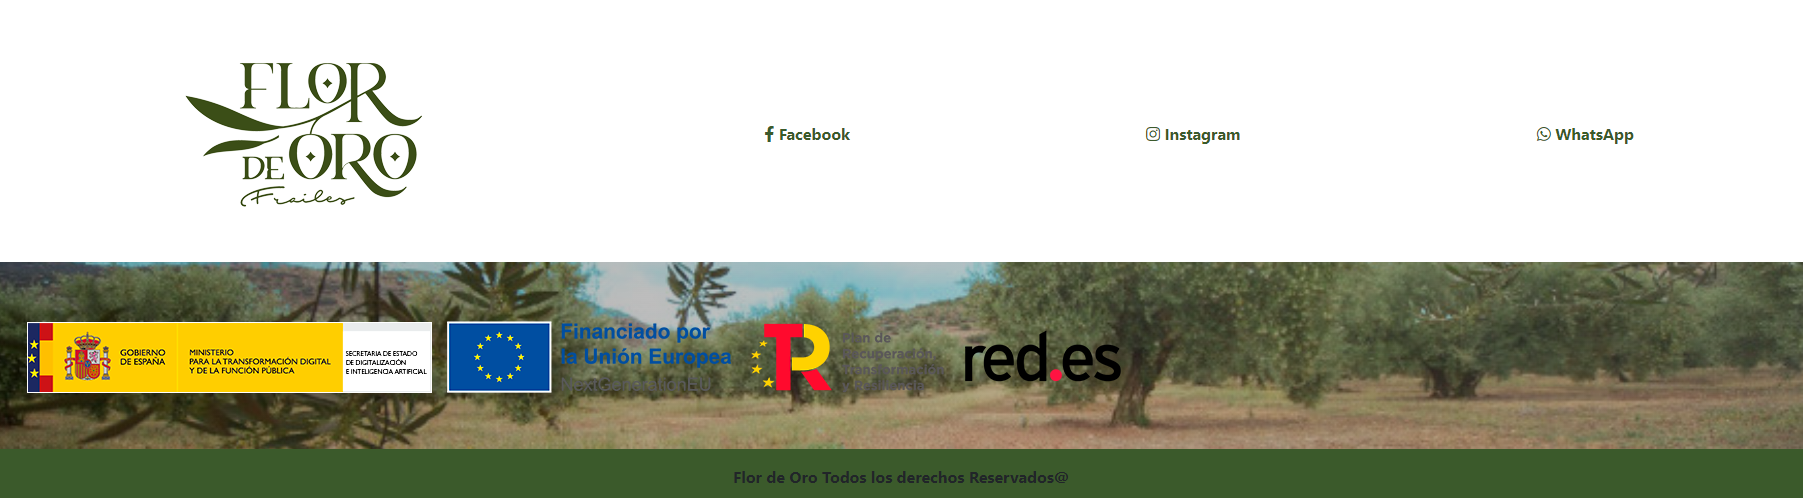 FLOR
DE ORO
Frailes
Facebook
Instagram
WhatsApp
GOBIERNO
DE ESPAÑA
MINISTERIO
PARA LA TRANSFORMACIÓN DIGITAL
Y DE LA FUNCIÓN PÚBLICA
SECRETARIA DE ESTADO
DE DIGITALIZACIÓN
E INTELIGENCIA ARTIFICIAL
Financiado por
la Unión Europea
NextGenerationEU
TR
Plan de
Recuperación,
Transformación
y Resiliencia
red.es
Flor de Oro Todos los derechos Reservados@